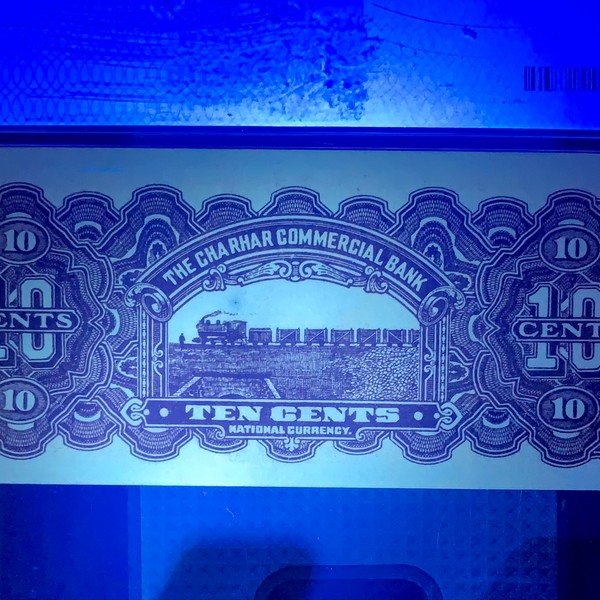 THE CHARHAR COMMERCIAL BANK
10
10
10
CENTS
10
CENTS
10
10
TEN CENTS
NATIONAL CURRENCY.